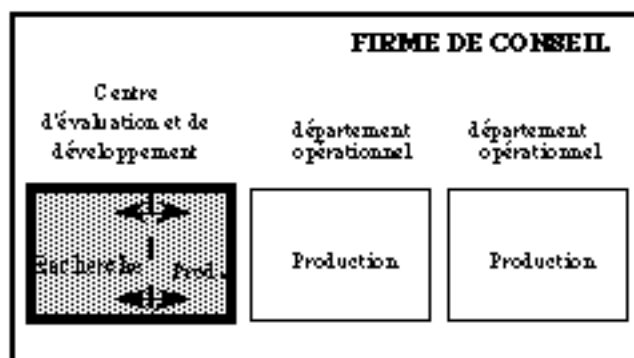 FIRME DE CONSEIL
Centre
d'évaluation et de
développement
département
opérationnel
département
opérationnel
Recherche
Prod.
Production
Production